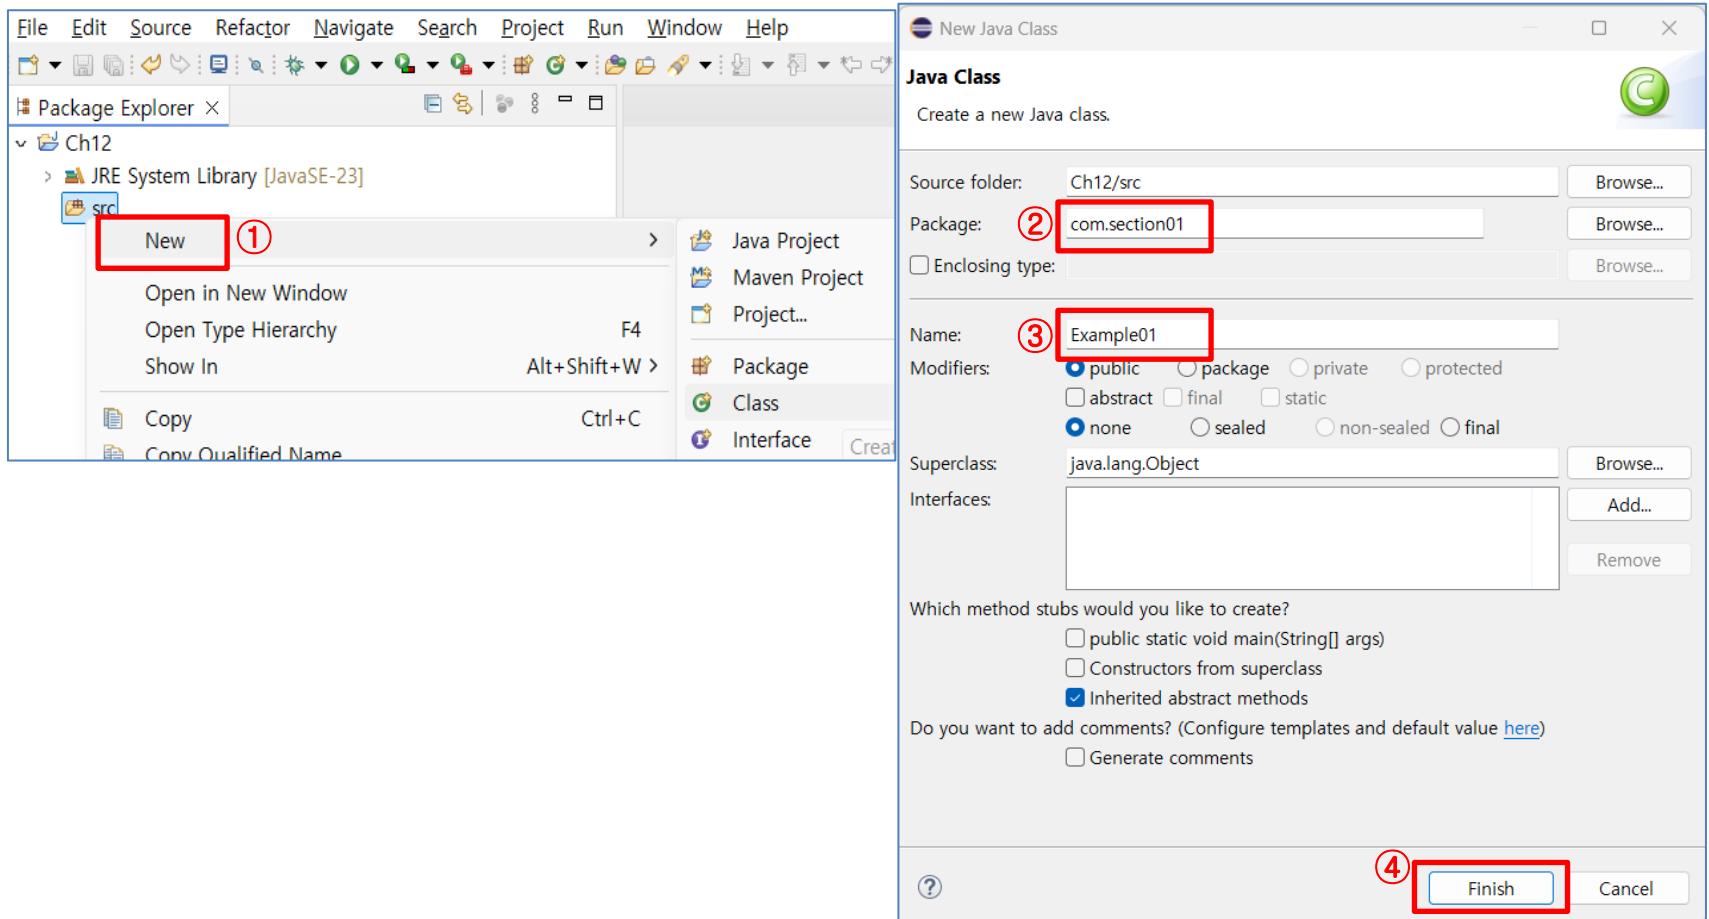 File Edit Source Refactor Navigate Search Project Run Window Help
Package Explorer
Ch12
JRE System Library [JavaSE-23]
src
New ①
Open in New Window
Open Type Hierarchy F4
Show In Alt+Shift+W
Copy Ctrl+C
Copy Qualified Name
Java Project
Maven Project
Project...
Package
Class
Interface
Creat
New Java Class
Java Class
Create a new Java class.
Source folder: Ch12/src Browse...
Package: ② com.section01 Browse...
Enclosing type: Browse...
Name: ③ Example01
Modifiers: public package private protected
abstract final static
none sealed non-sealed final
Superclass: java.lang.Object Browse...
Interfaces: Add...
Remove
Which method stubs would you like to create?
public static void main(String[] args)
Constructors from superclass
Inherited abstract methods
Do you want to add comments? (Configure templates and default value here)
Generate comments
④ Finish Cancel